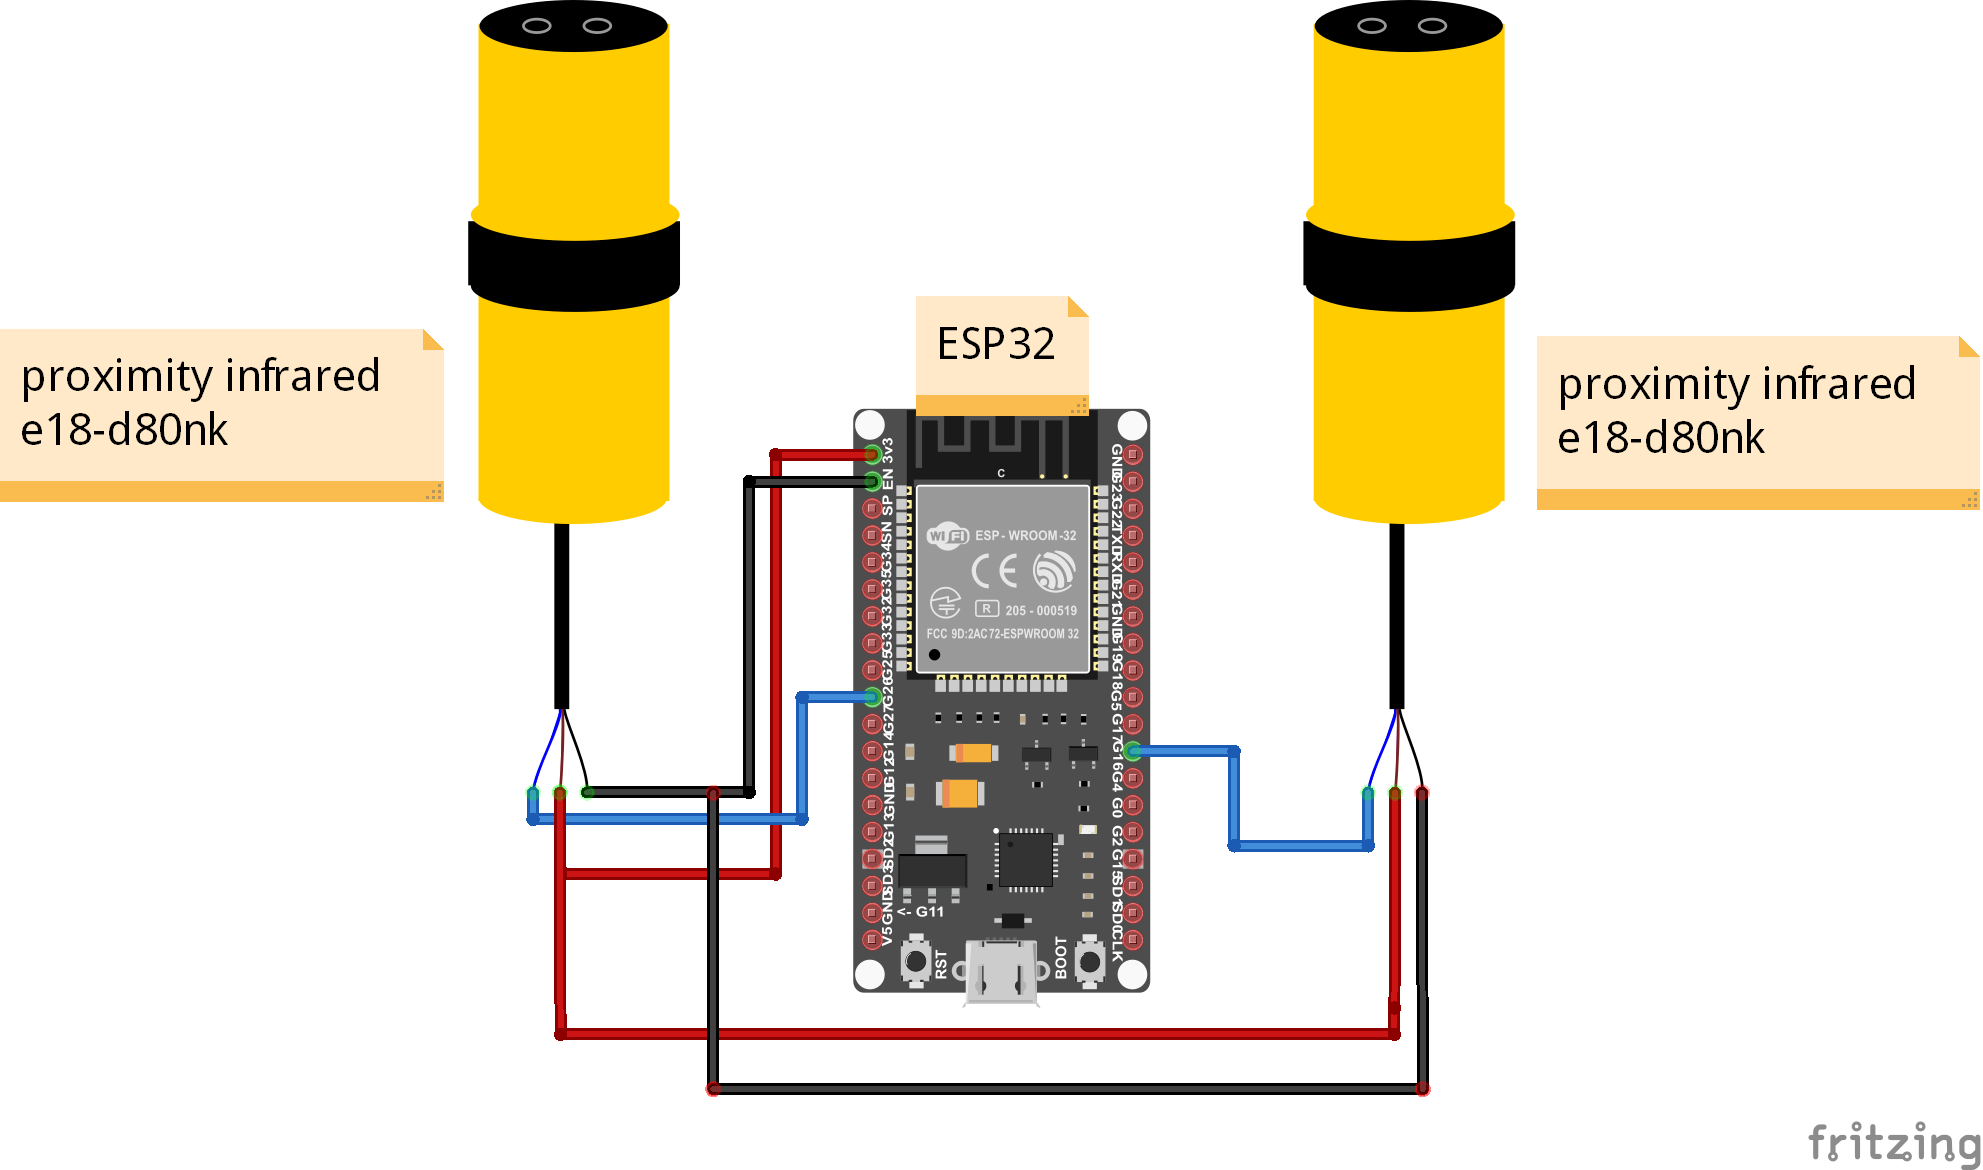 proximity infrared
e18-d80nk
ESP32
proximity infrared
e18-d80nk
3V3
EN
SP
SN
G34
G35
G32
G33
G25
G26
G27
G14
G12
GND
G13
SD2
SD3
GND
V5
C
WiFi
ESP-WROOM-32
CE
R 205-000519
FCC 9D:2AC72-ESPWROOM 32
GND
G23
G22
TXD
RXD
G21
GND
G19
G18
G5
G17
G16
G4
G0
G2
G15
SD1
SD0
CLK
<- G11
RST
BOOT
fritzing